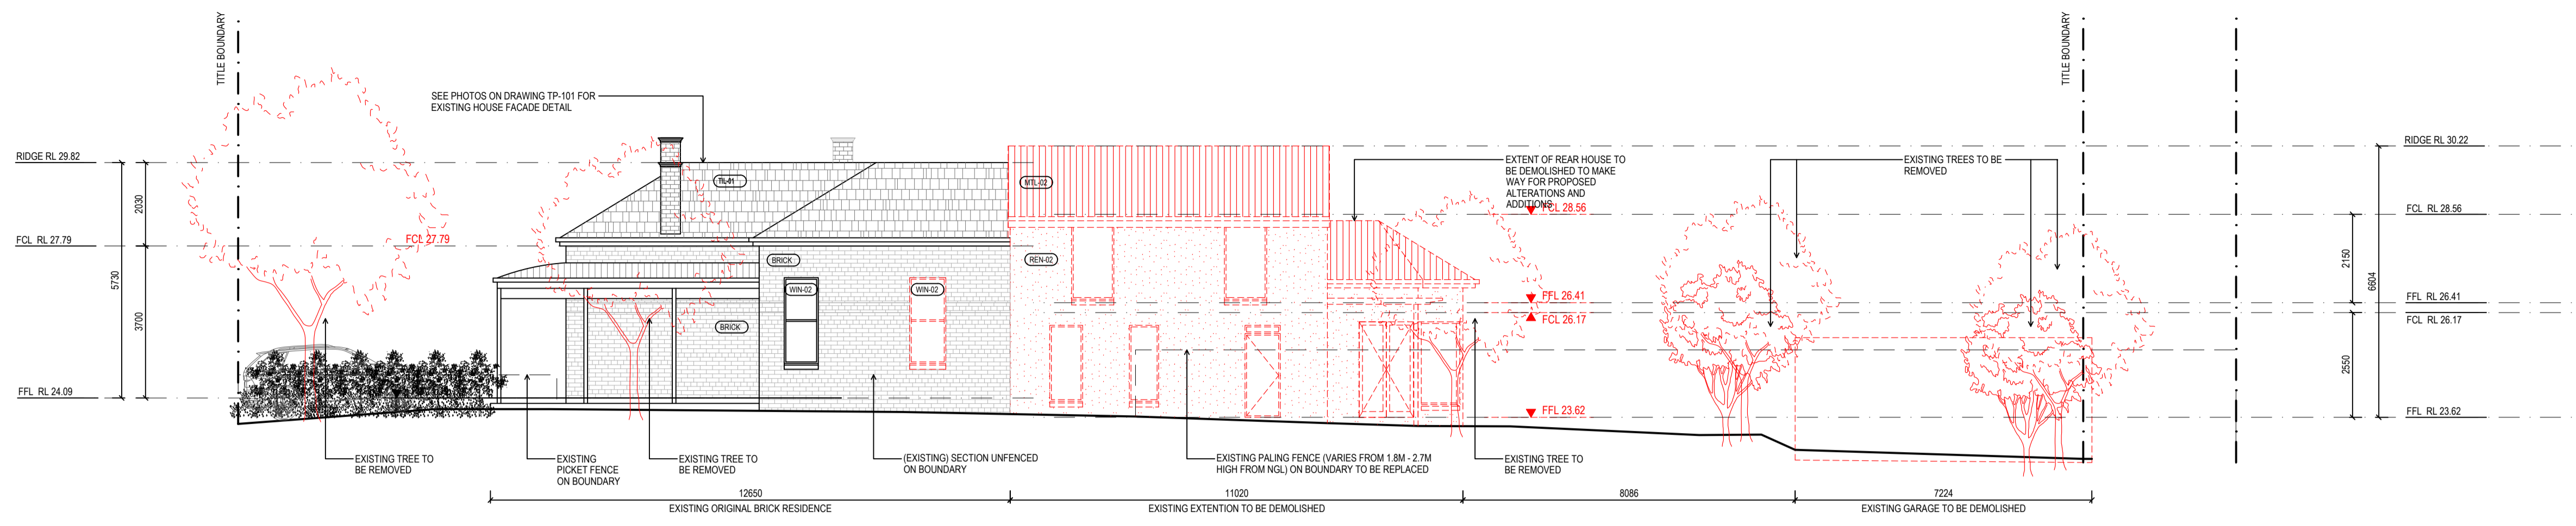 TITLE BOUNDARY
TITLE BOUNDARY
SEE PHOTOS ON DRAWING TP-101 FOR
EXISTING HOUSE FACADE DETAIL
RIDGE RL 29.82
FCL RL 27.79
FFL RL 24.09
5730
2030
3700
FCL 27.79
TIL-01
BRICK
WIN-02
WIN-02
BRICK
MTL-02
REN-02
EXTENT OF REAR HOUSE TO
BE DEMOLISHED TO MAKE
WAY FOR PROPOSED
ALTERATIONS AND
ADDITIONS
FCL 28.56
FFL 26.41
FCL 26.17
FFL 23.62
EXISTING TREES TO BE
REMOVED
RIDGE RL 30.22
FCL RL 28.56
FFL RL 26.41
FCL RL 26.17
FFL RL 23.62
2150
6604
2550
EXISTING TREE TO
BE REMOVED
EXISTING
PICKET FENCE
ON BOUNDARY
EXISTING TREE TO
BE REMOVED
(EXISTING) SECTION UNFENCED
ON BOUNDARY
EXISTING PALING FENCE (VARIES FROM 1.8M - 2.7M
HIGH FROM NGL) ON BOUNDARY TO BE REPLACED
EXISTING TREE TO
BE REMOVED
12650
11020
8086
7224
EXISTING ORIGINAL BRICK RESIDENCE
EXISTING EXTENTION TO BE DEMOLISHED
EXISTING GARAGE TO BE DEMOLISHED